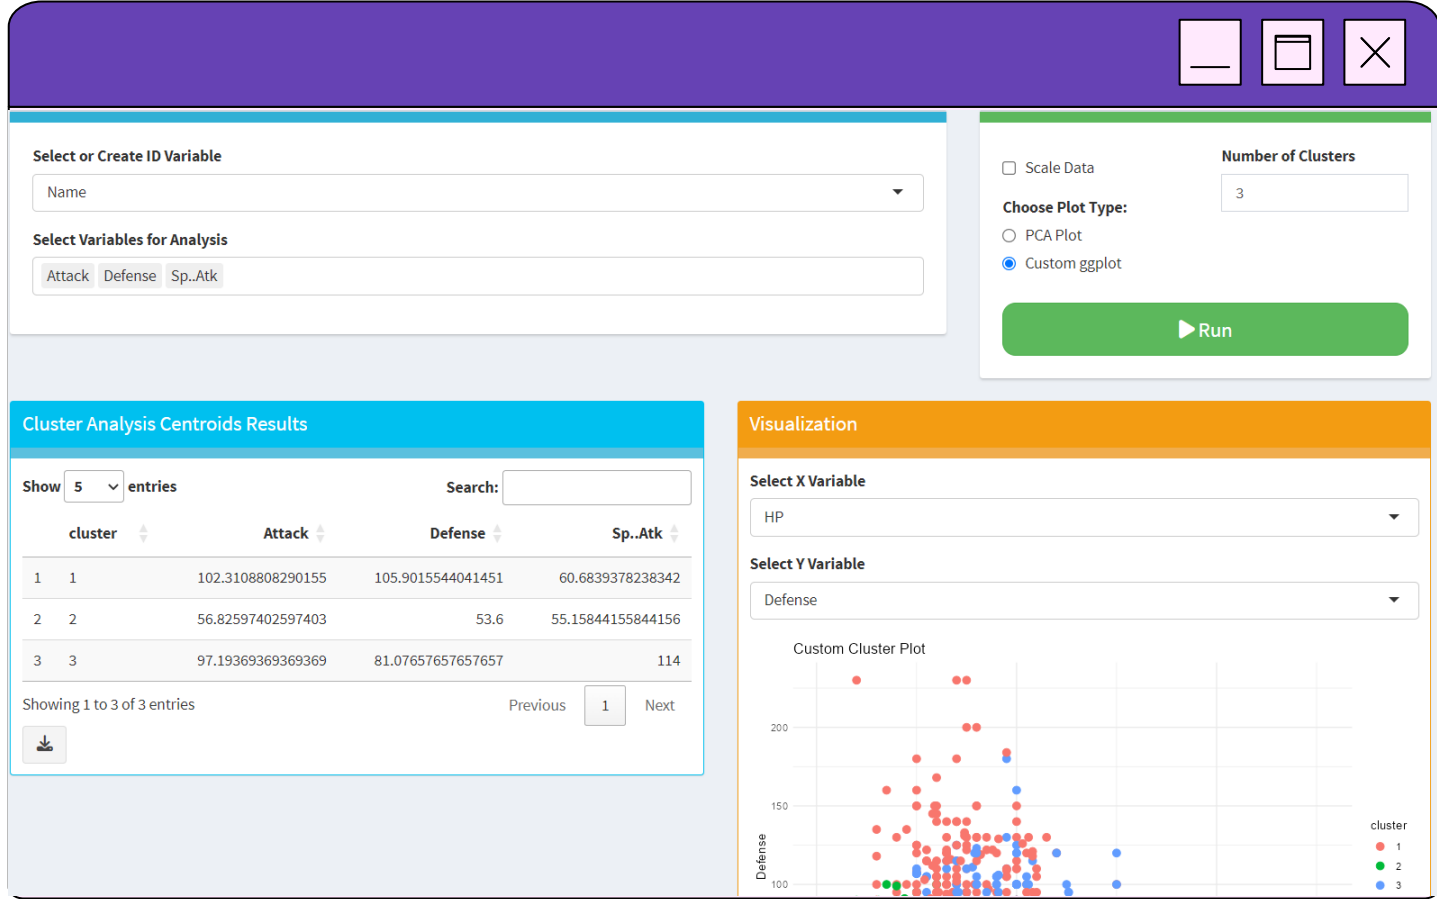 Select or Create ID Variable
Name
Select Variables for Analysis
Attack Defense Sp..Atk
Scale Data
Number of Clusters
3
Choose Plot Type:
PCA Plot
Custom ggplot
Run
Cluster Analysis Centroids Results
Show 5 entries Search:
cluster Attack Defense Sp..Atk
1 1 102.3108808290155 105.9015544041451 60.6839378238342
2 2 56.82597402597403 53.6 55.15844155844156
3 3 97.19369369369369 81.07657657657657 114
Showing 1 to 3 of 3 entries Previous 1 Next
Visualization
Select X Variable
HP
Select Y Variable
Defense
Custom Cluster Plot
200
150
100
Defense
cluster
1
2
3